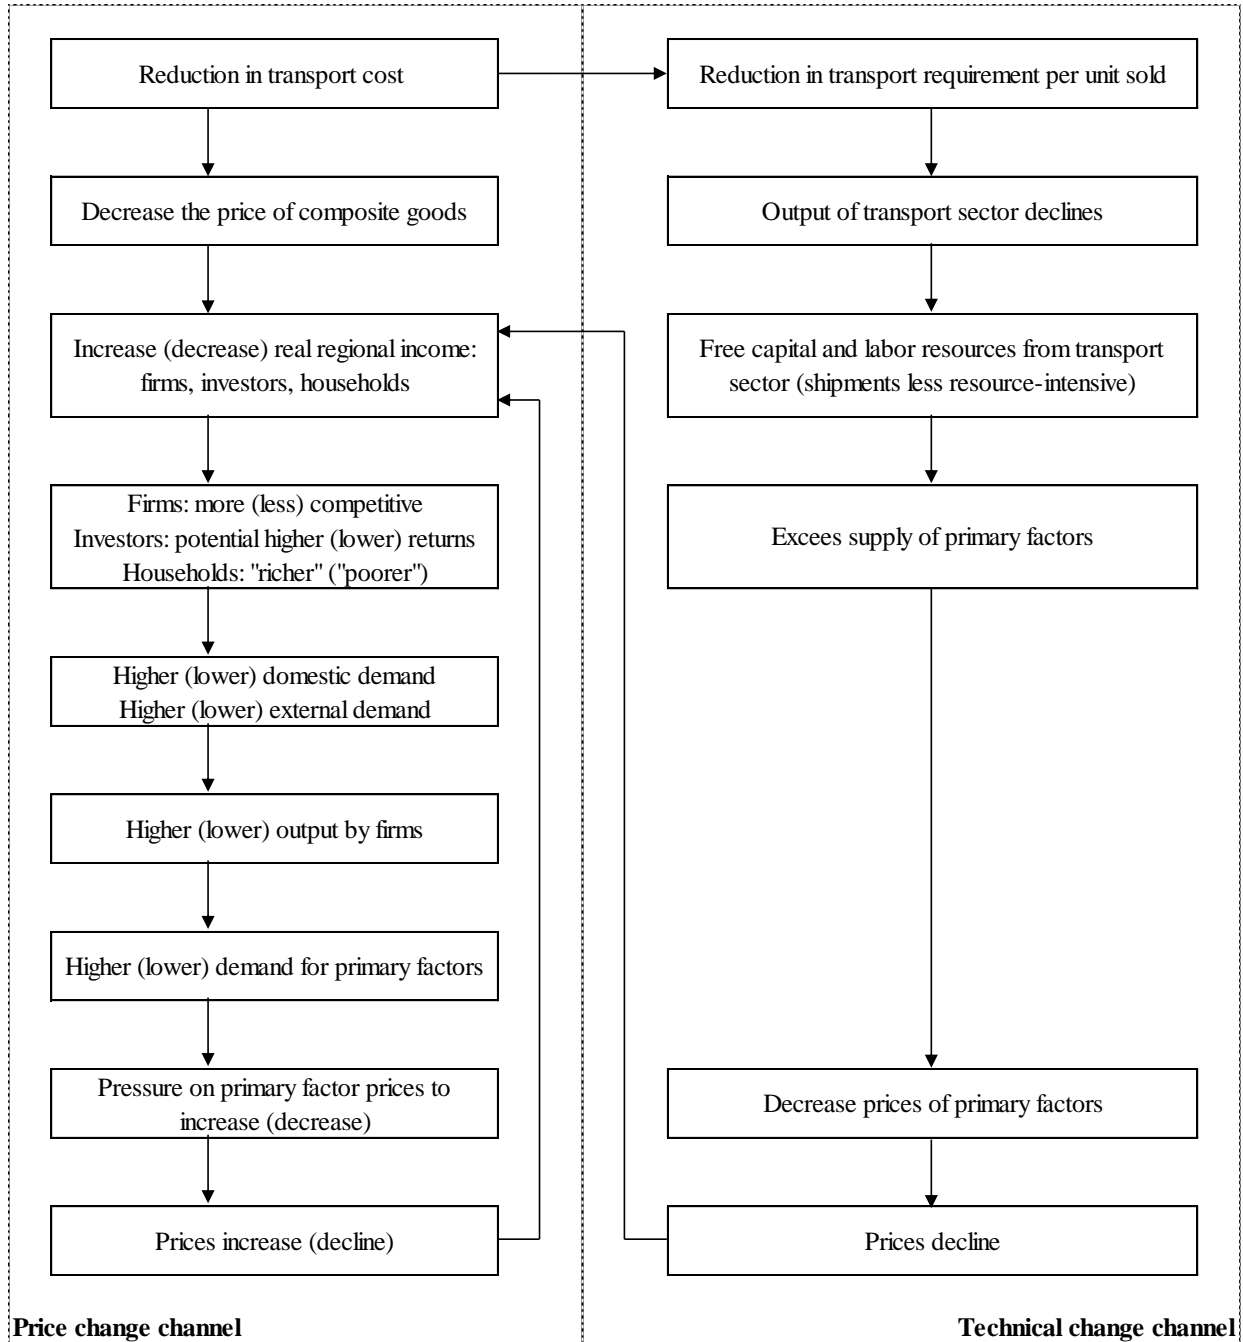 Reduction in transport cost
Reduction in transport requirement per unit sold
Decrease the price of composite goods
Output of transport sector declines
Increase (decrease) real regional income:
firms, investors, households
Free capital and labor resources from transport
sector (shipments less resource-intensive)
Firms: more (less) competitive
Investors: potential higher (lower) returns
Households: "richer" ("poorer")
Excees supply of primary factors
Higher (lower) domestic demand
Higher (lower) external demand
Higher (lower) output by firms
Higher (lower) demand for primary factors
Pressure on primary factor prices to
increase (decrease)
Decrease prices of primary factors
Prices increase (decline)
Prices decline
Price change channel
Technical change channel